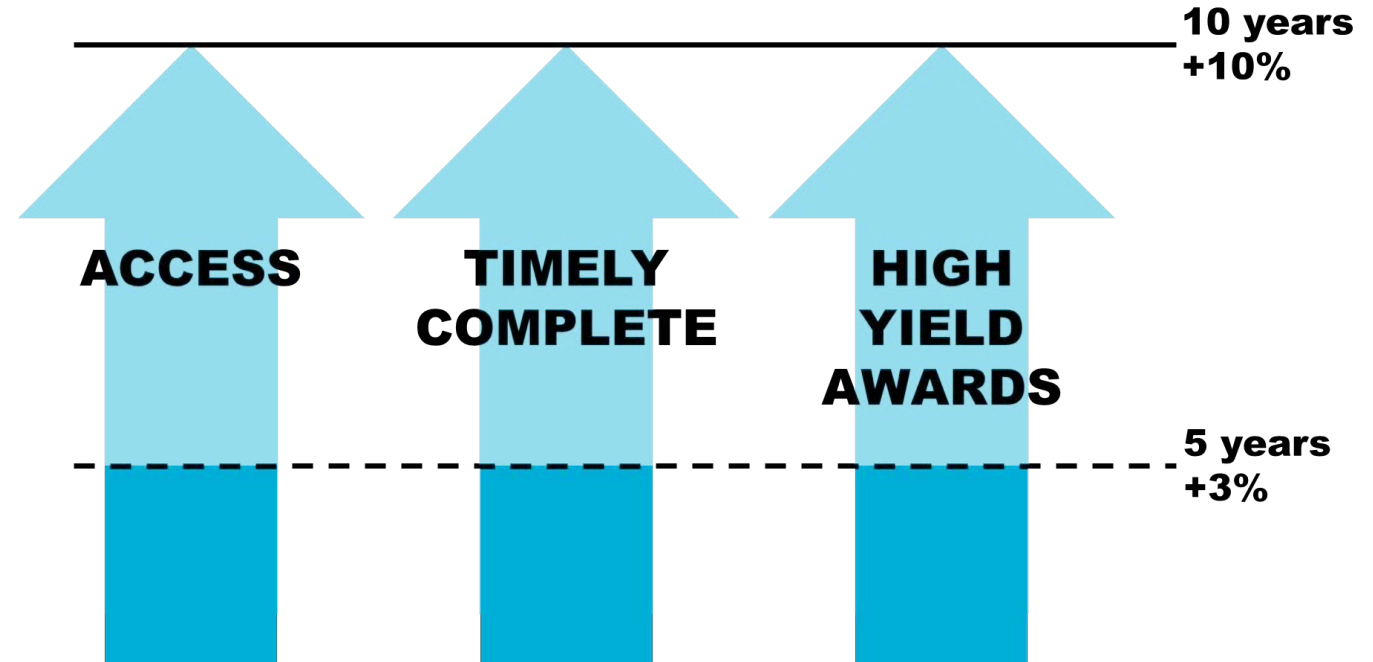 10 years
+10%
ACCESS
TIMELY
COMPLETE
HIGH
YIELD
AWARDS
5 years
+3%